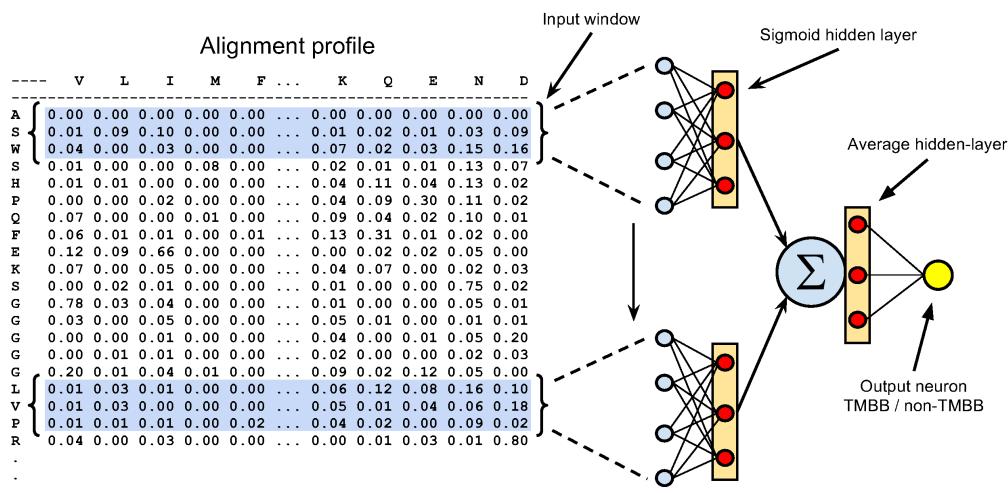 Input window
Alignment profile
Sigmoid hidden layer
---- V L I M F ... K Q E N D
A 0.00 0.00 0.00 0.00 0.00 ... 0.00 0.00 0.00 0.00 0.00
S 0.01 0.09 0.10 0.00 0.00 ... 0.01 0.02 0.01 0.03 0.09
W 0.04 0.00 0.03 0.00 0.00 ... 0.07 0.02 0.03 0.15 0.16
S 0.01 0.00 0.00 0.08 0.00 ... 0.02 0.01 0.01 0.13 0.07
H 0.01 0.01 0.00 0.00 0.00 ... 0.04 0.11 0.04 0.13 0.02
P 0.00 0.00 0.02 0.00 0.00 ... 0.04 0.09 0.30 0.11 0.02
Q 0.07 0.00 0.00 0.01 0.00 ... 0.09 0.04 0.02 0.10 0.01
F 0.06 0.01 0.01 0.00 0.01 ... 0.13 0.31 0.01 0.02 0.00
E 0.12 0.09 0.66 0.00 0.00 ... 0.00 0.02 0.02 0.05 0.00
K 0.07 0.00 0.05 0.00 0.00 ... 0.04 0.07 0.00 0.02 0.03
S 0.00 0.02 0.01 0.00 0.00 ... 0.01 0.00 0.00 0.75 0.02
G 0.78 0.03 0.04 0.00 0.00 ... 0.01 0.00 0.00 0.05 0.01
G 0.03 0.00 0.05 0.00 0.00 ... 0.05 0.01 0.00 0.01 0.01
G 0.00 0.00 0.01 0.00 0.00 ... 0.04 0.00 0.01 0.05 0.20
G 0.00 0.01 0.01 0.00 0.00 ... 0.02 0.00 0.00 0.02 0.03
G 0.20 0.01 0.04 0.01 0.00 ... 0.09 0.02 0.12 0.05 0.00
L 0.01 0.03 0.01 0.00 0.00 ... 0.06 0.12 0.08 0.16 0.10
V 0.01 0.03 0.00 0.00 0.00 ... 0.05 0.01 0.04 0.06 0.18
P 0.01 0.01 0.01 0.00 0.02 ... 0.04 0.02 0.00 0.09 0.02
R 0.04 0.00 0.03 0.00 0.00 ... 0.00 0.01 0.03 0.01 0.80
.
.
Average hidden-layer
Σ
Output neuron
TMBB / non-TMBB